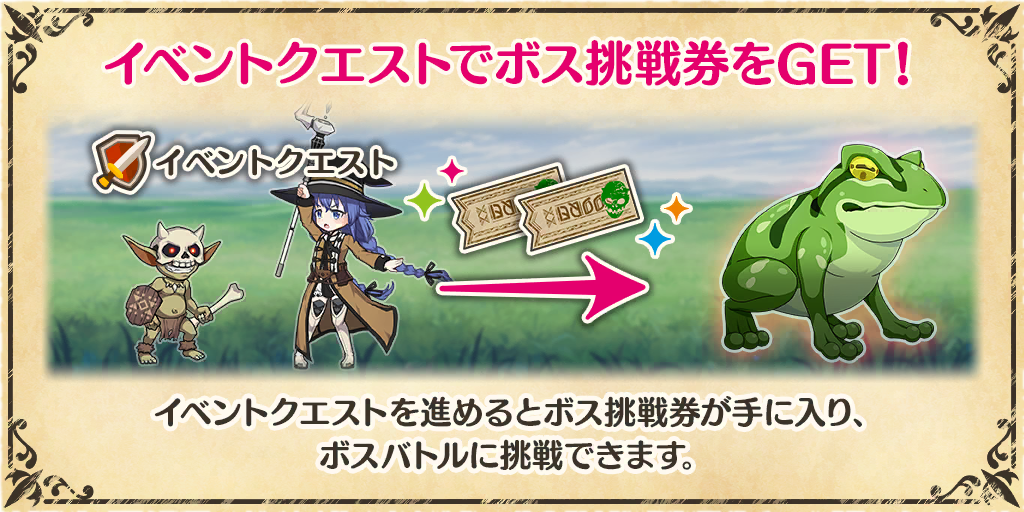 イベントクエストでボス挑戦券をGET!
イベントクエスト
イベントクエストを進めるとボス挑戦券が手に入り、
ボスバトルに挑戦できます。